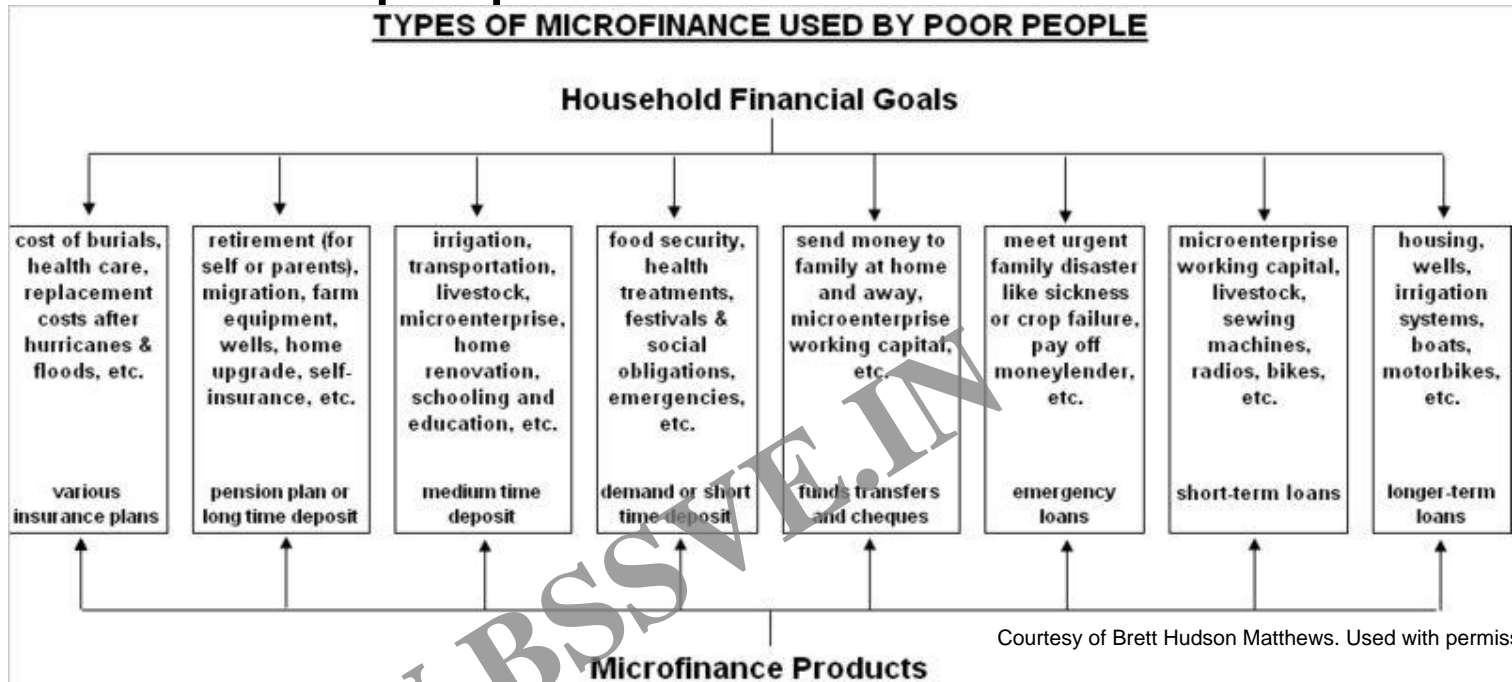 TYPES OF MICROFINANCE USED BY POOR PEOPLE
Household Financial Goals
cost of burials,
health care,
replacement
costs after
hurricanes &
floods, etc.
various
insurance plans
retirement (for
self or parents),
migration, farm
equipment,
wells, home
upgrade, self-
insurance, etc.
pension plan or
long time deposit
irrigation,
transportation,
livestock,
microenterprise,
home
renovation,
schooling and
education, etc.
medium time
deposit
food security,
health
treatments,
festivals &
social
obligations,
emergencies,
etc.
demand or short
time deposit
send money to
family at home
and away,
microenterprise
working capital,
etc.
funds transfers
and cheques
meet urgent
family disaster
like sickness
or crop failure,
pay off
moneylender,
etc.
emergency
loans
microenterprise
working capital,
livestock,
sewing
machines,
radios, bikes,
etc.
short-term loans
housing,
wells,
irrigation
systems,
boats,
motorbikes,
etc.
longer-term
loans
Courtesy of Brett Hudson Matthews. Used with permiss
Microfinance Products
BSSVE.IN